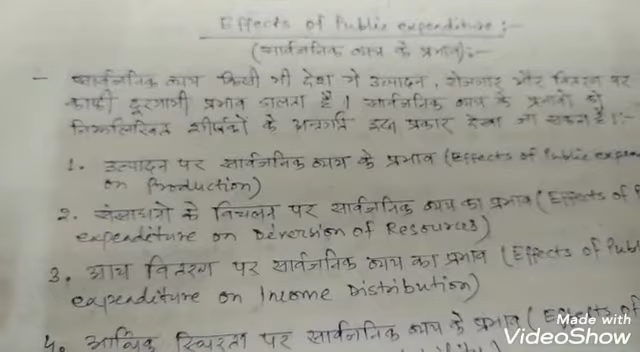 Effects of Public expenditure:-
(सार्वजनिक व्यय के प्रभाव):-
- सार्वजनिक व्यय किसी भी देश में उत्पादन, रोजगार और वितरण पर
काफी दूरगामी प्रभाव डालता है। सार्वजनिक व्यय के प्रभावों को
निम्नलिखित शीर्षकों के अन्तर्गत इस प्रकार देखा जा सकता है।:-
1. उत्पादन पर सार्वजनिक व्यय के प्रभाव (Effects of Public expen
on Production)
2. संसाधनों के विचलन पर सार्वजनिक व्यय का प्रभाव (Effects of P
expenditure on Diversion of Resources)
3. आय वितरण पर सार्वजनिक व्यय का प्रभाव (Effects of Publ
expenditure on Income Distribution)
4. आर्थिक स्थिरता पर सार्वजनिक व्यय के प्रभाव (Effects of
Made with
VideoShow